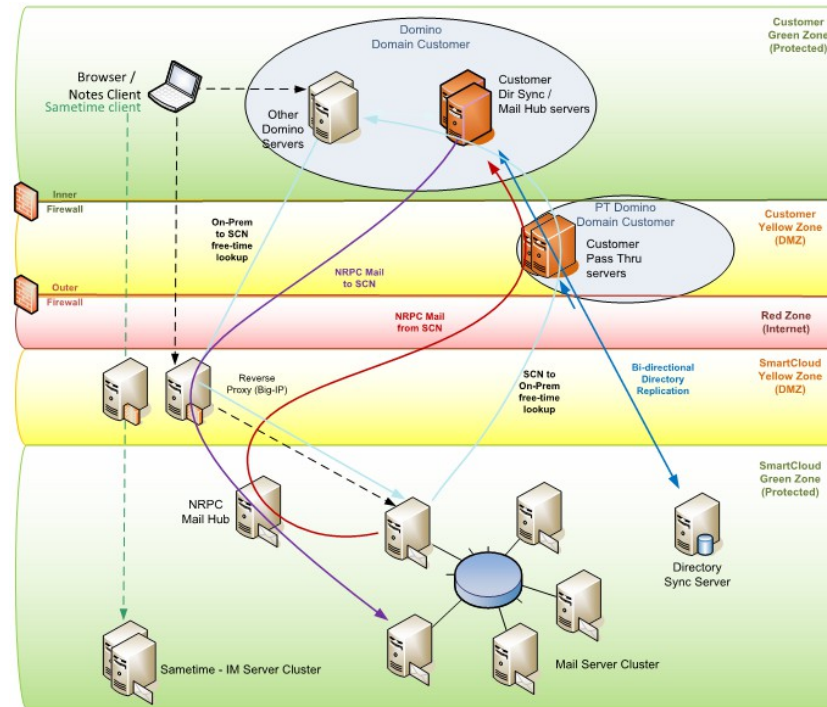 Domino
Domain Customer
Customer
Green Zone
(Protected)
Browser /
Notes Client
Sametime client
Customer
Dir Sync /
Mail Hub servers
Other
Domino
Servers
Inner
Firewall
PT Domino
Domain Customer
Customer
Yellow Zone
(DMZ)
On-Prem
to SCN
free-time
lookup
Customer
Pass Thru
servers
NRPC Mail
to SCN
Outer
Firewall
NRPC Mail
from SCN
Red Zone
(Internet)
Reverse
Proxy (Big-IP)
SCN to
On-Prem
free-time
lookup
Bi-directional
Directory
Replication
SmartCloud
Yellow Zone
(DMZ)
SmartCloud
Green Zone
(Protected)
NRPC
Mail Hub
Directory
Sync Server
Sametime - IM Server Cluster
Mail Server Cluster